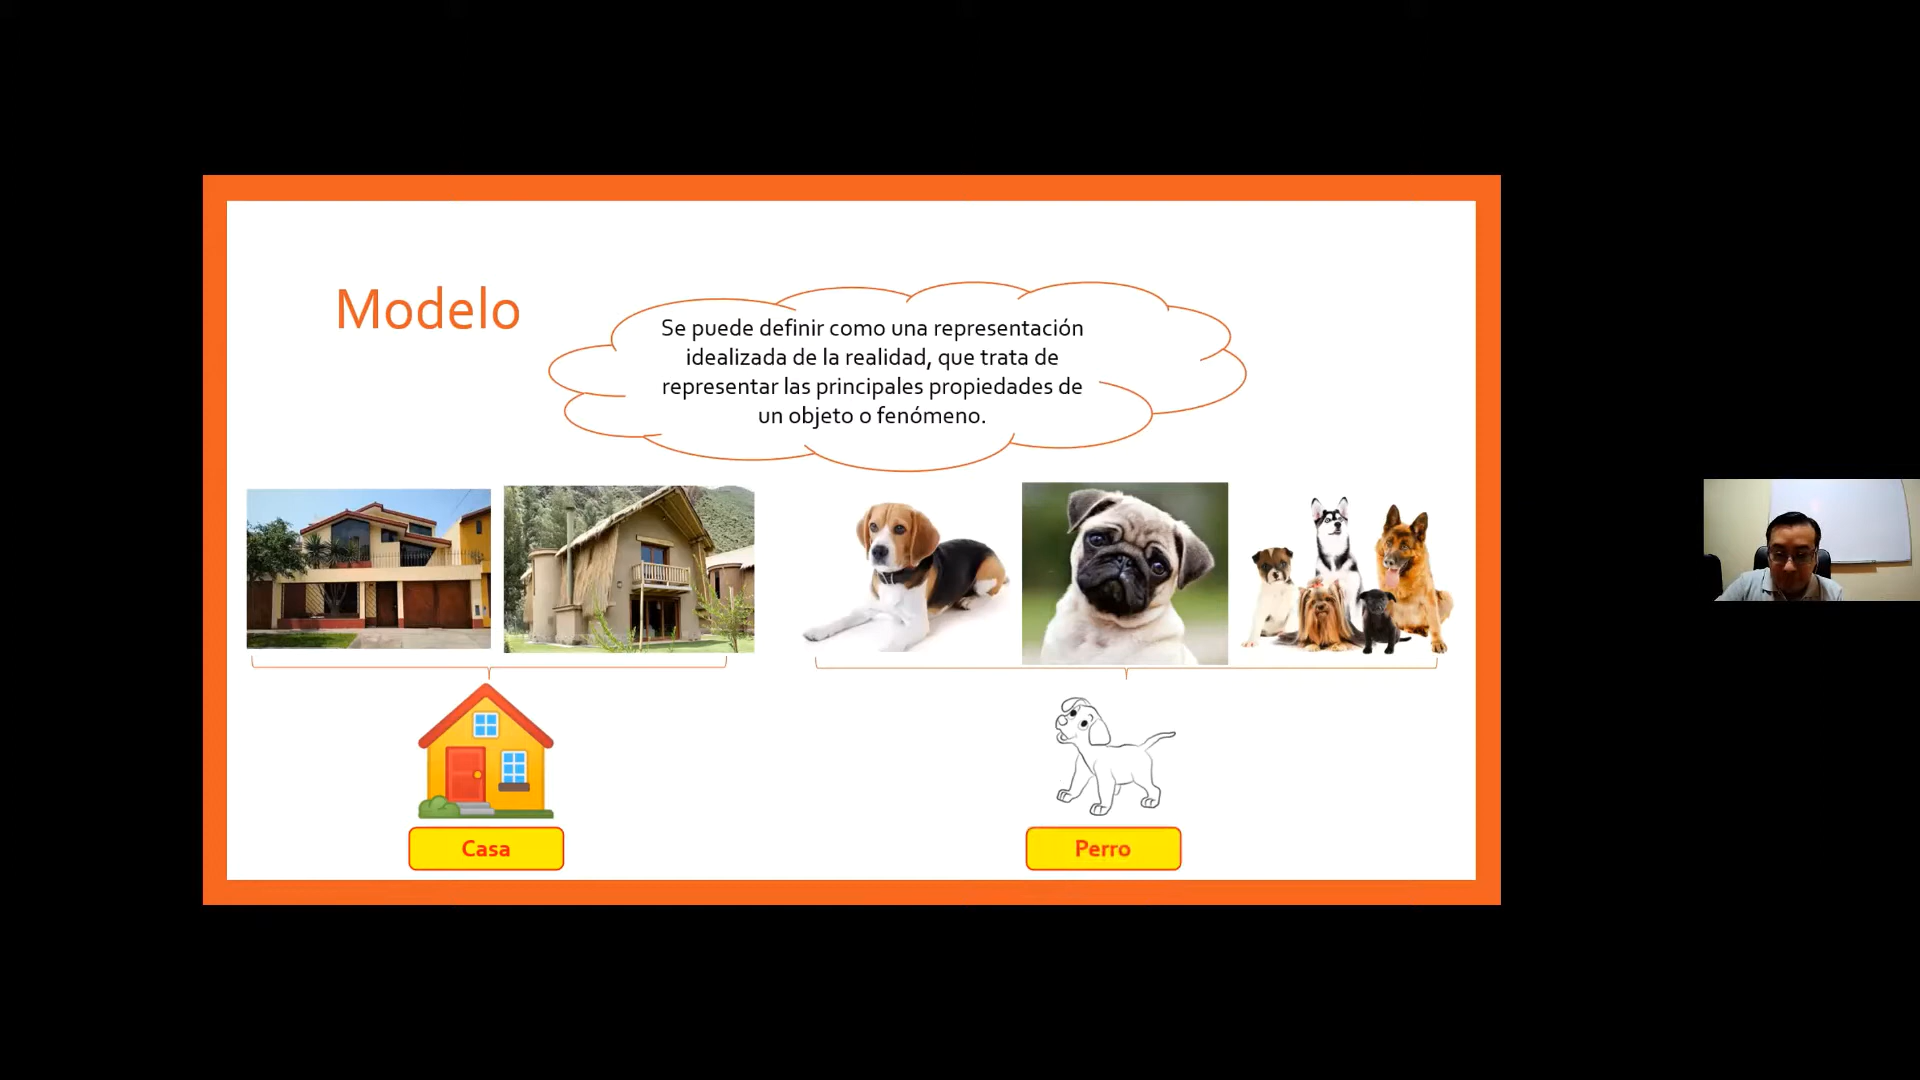 Modelo
Se puede definir como una representación
idealizada de la realidad, que trata de
representar las principales propiedades de
un objeto o fenómeno.
Casa
Perro